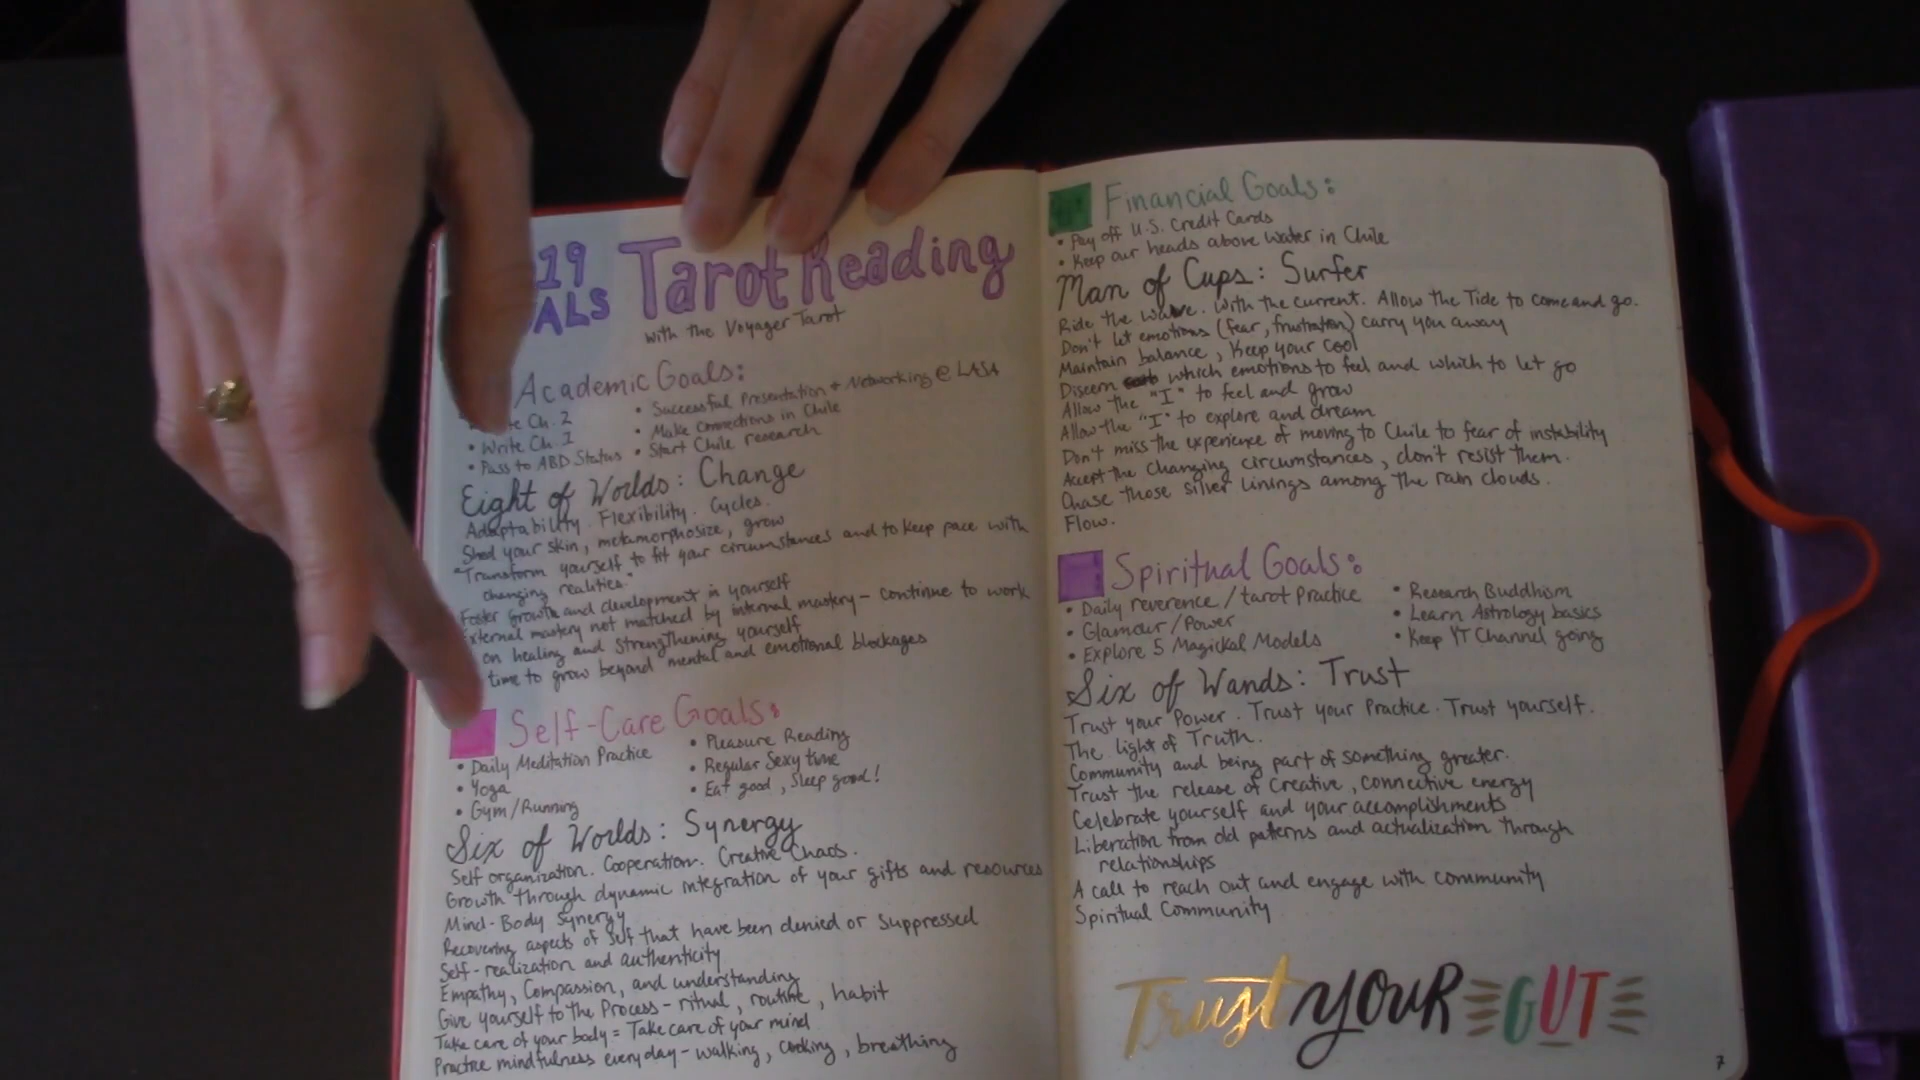 19 Tarot Reading
ALS
with the Voyager Tarot
Academic Goals:
te Ch. 2
• Write Ch. 1
• Pass to ABD Status
• Successful Presentation + Networking @ LASA
• Make Connections in Chile
• Start Chile research
Eight of Worlds: Change
Adaptability. Flexibility. Cycles.
Shed your skin, metamorphosize, grow
"Transform yourself to fit your circumstances and to keep pace with
changing realities."
Foster growth and development in yourself
External mastery not matched by internal mastery - continue to work
on healing and strengthening yourself
time to grow beyond mental and emotional blockages
Self-Care Goals:
• Daily Meditation Practice
• Yoga
• Gym/Running
• Pleasure Reading
• Regular Sexy time
• Eat good, Sleep good!
Six of Worlds: Synergy
Self organization. Cooperation. Creative Chaos.
Growth through dynamic integration of your gifts and resources
Mind-Body Synergy
Recovering aspects of Self that have been denied or suppressed
Self-realization and authenticity
Empathy, Compassion, and understanding
Give yourself to the Process - ritual, routine, habit
Take care of your body = Take care of your mind
Practice mindfulness everyday - walking, cooking, breathing
Financial Goals:
• Pay off U.S. Credit Cards
• Keep our heads above water in Chile
Man of Cups: Surfer
Ride the wave. With the current. Allow the Tide to come and go.
Don't let emotions (fear, frustration) carry you away
Maintain balance, Keep your cool
Discern which emotions to feel and which to let go
Allow the "I" to feel and grow
Allow the "I" to explore and dream
Don't miss the experience of moving to Chile to fear of instability
Accept the changing circumstances, don't resist them.
Chase those silver linings among the rain clouds.
Flow.
Spiritual Goals:
• Daily reverence / tarot Practice
• Glamour / Power
• Explore 5 Magickal Models
• Research Buddhism
• Learn Astrology basics
• Keep YT Channel going
Six of Wands: Trust
Trust your Power. Trust your Practice. Trust yourself.
The light of Truth.
Community and being part of something greater.
Trust the release of Creative, connective energy
Celebrate yourself and your accomplishments
Liberation from old patterns and actualization through
relationships
A call to reach out and engage with community
Spiritual Community
Trust YOUR GUT
7